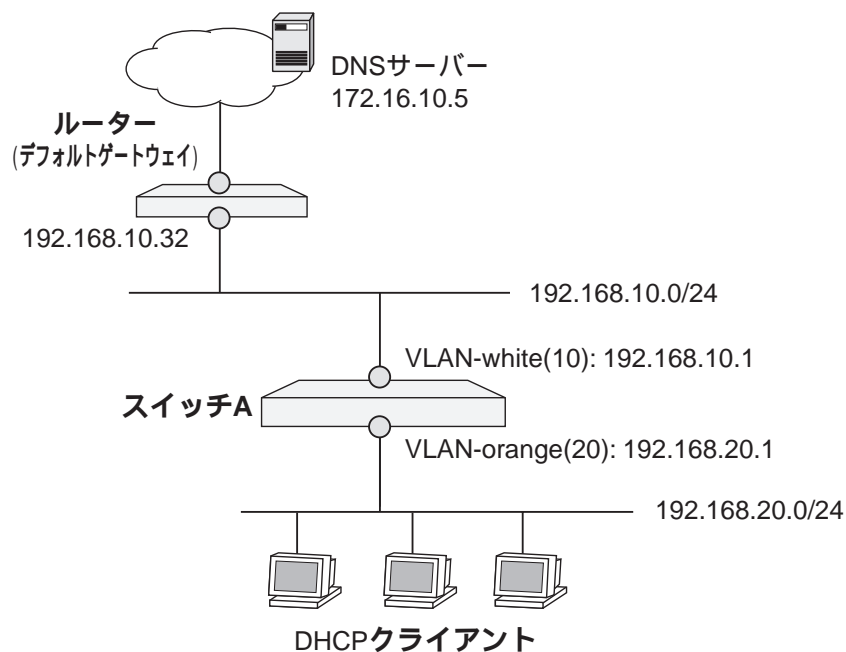 DNSサーバー
172.16.10.5
ルーター
(デフォルトゲートウェイ)
192.168.10.32
192.168.10.0/24
VLAN-white(10): 192.168.10.1
スイッチA
VLAN-orange(20): 192.168.20.1
192.168.20.0/24
DHCPクライアント